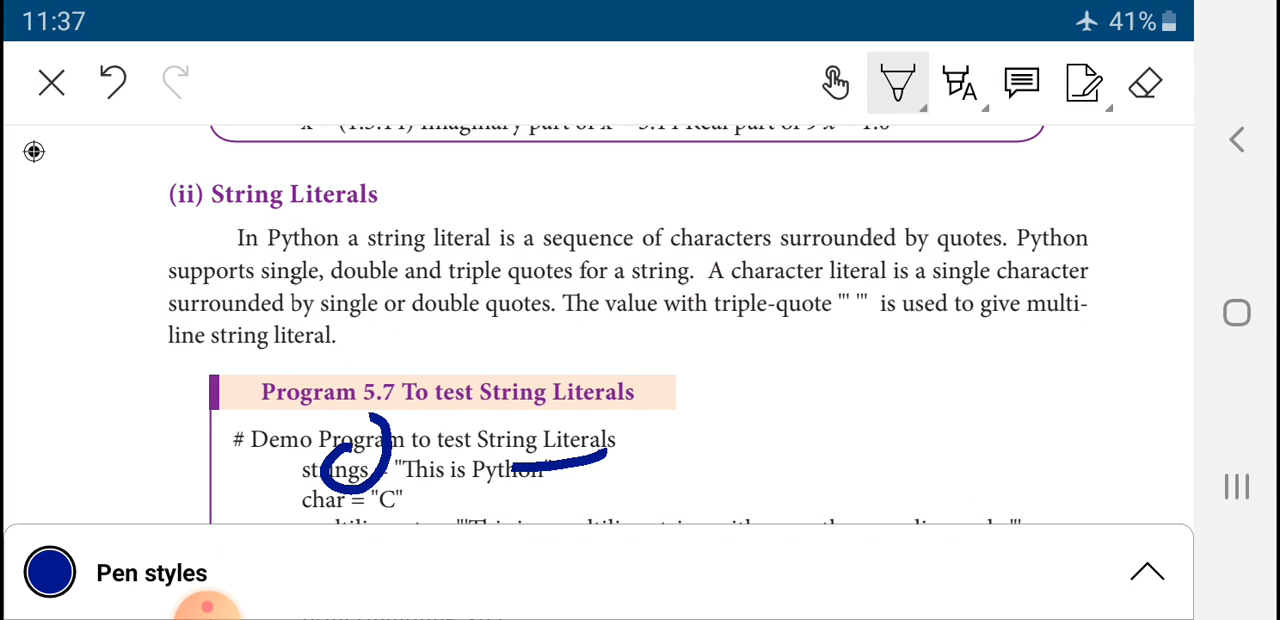 11:37
41%
A
(ii) String Literals
In Python a string literal is a sequence of characters surrounded by quotes. Python
supports single, double and triple quotes for a string. A character literal is a single character
surrounded by single or double quotes. The value with triple-quote "' '" is used to give multi-
line string literal.
Program 5.7 To test String Literals
# Demo Program to test String Literals
strings = "This is Python"
char = "C"
Pen styles